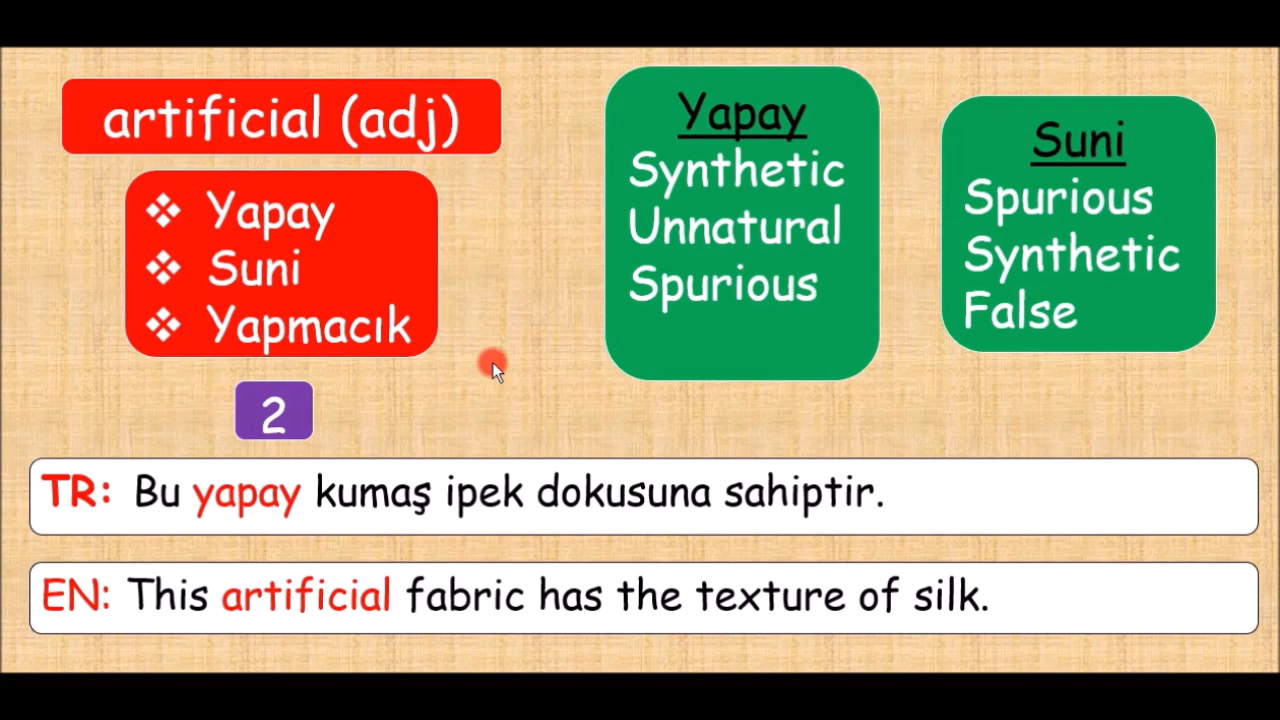 artificial (adj)
Yapay
Suni
Yapmacık
2
Yapay
Synthetic
Unnatural
Spurious
Suni
Spurious
Synthetic
False
TR: Bu yapay kumaş ipek dokusuna sahiptir.
EN: This artificial fabric has the texture of silk.